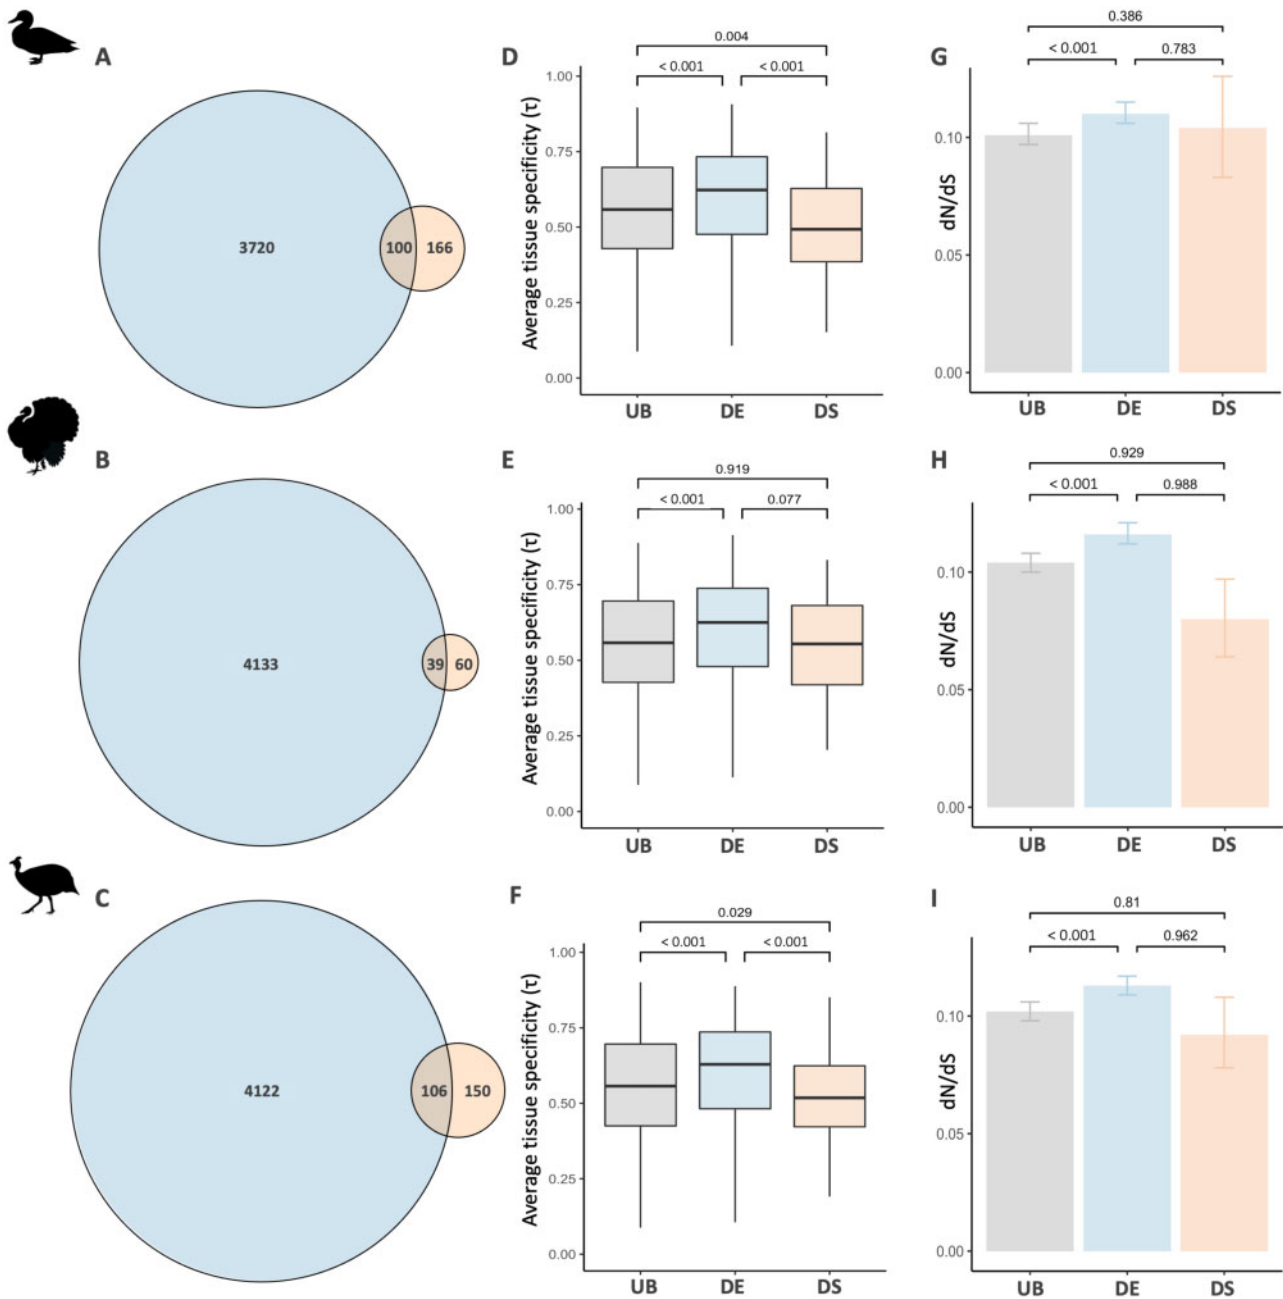 A
3720
100
166
D
Average tissue specificity (τ)
0.004
< 0.001
< 0.001
1.00
0.75
0.50
0.25
0.00
UB
DE
DS
G
dN/dS
0.386
< 0.001
0.783
0.10
0.05
0.00
UB
DE
DS
B
4133
39
60
E
Average tissue specificity (τ)
0.919
< 0.001
0.077
1.00
0.75
0.50
0.25
0.00
UB
DE
DS
H
dN/dS
0.929
< 0.001
0.988
0.10
0.05
0.00
UB
DE
DS
C
4122
106
150
F
Average tissue specificity (τ)
0.029
< 0.001
< 0.001
1.00
0.75
0.50
0.25
0.00
UB
DE
DS
I
dN/dS
0.81
< 0.001
0.962
0.10
0.05
0.00
UB
DE
DS